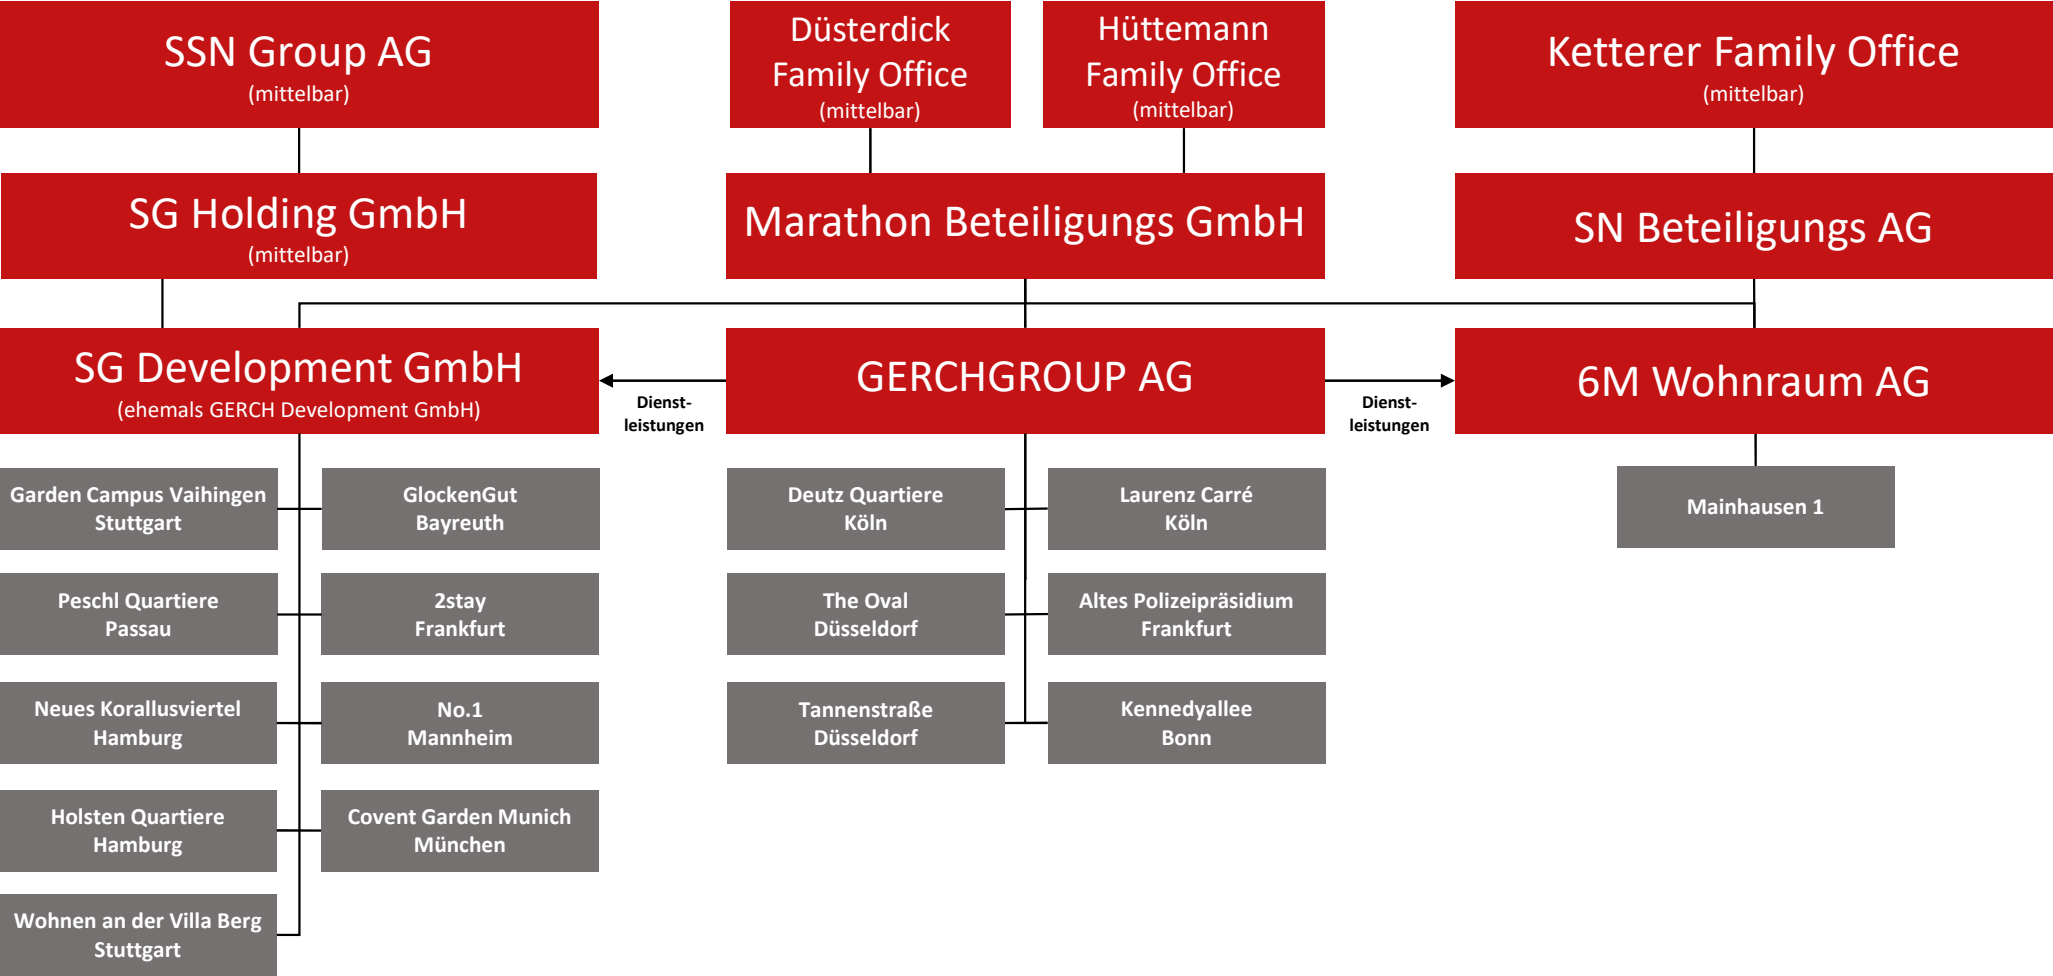 SSN Group AG
(mittelbar)
Düsterdick
Family Office
(mittelbar)
Hüttemann
Family Office
(mittelbar)
Ketterer Family Office
(mittelbar)
SG Holding GmbH
(mittelbar)
Marathon Beteiligungs GmbH
SN Beteiligungs AG
SG Development GmbH
(ehemals GERCH Development GmbH)
Dienst-
leistungen
GERCHGROUP AG
Dienst-
leistungen
6M Wohnraum AG
Garden Campus Vaihingen
Stuttgart
GlockenGut
Bayreuth
Deutz Quartiere
Köln
Laurenz Carré
Köln
Mainhausen 1
Peschl Quartiere
Passau
2stay
Frankfurt
The Oval
Düsseldorf
Altes Polizeipräsidium
Frankfurt
Neues Korallusviertel
Hamburg
No.1
Mannheim
Tannenstraße
Düsseldorf
Kennedyallee
Bonn
Holsten Quartiere
Hamburg
Covent Garden Munich
München
Wohnen an der Villa Berg
Stuttgart